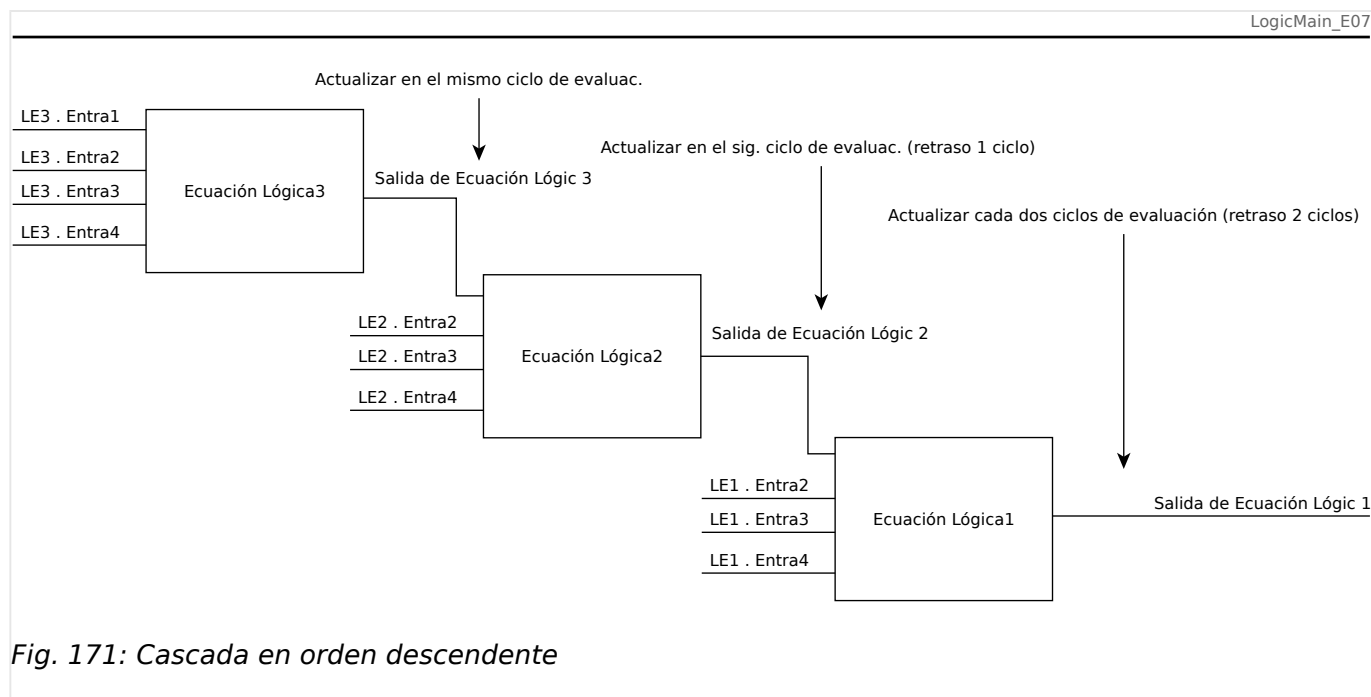 LogicMain_E07
Actualizar en el mismo ciclo de evaluac.
LE3 . Entra1
LE3 . Entra2
LE3 . Entra3
LE3 . Entra4
Ecuación Lógica3
Salida de Ecuación Lógic 3
Actualizar en el sig. ciclo de evaluac. (retraso 1 ciclo)
LE2 . Entra2
LE2 . Entra3
LE2 . Entra4
Ecuación Lógica2
Salida de Ecuación Lógic 2
Actualizar cada dos ciclos de evaluación (retraso 2 ciclos)
LE1 . Entra2
LE1 . Entra3
LE1 . Entra4
Ecuación Lógica1
Salida de Ecuación Lógic 1
Fig. 171: Cascada en orden descendente